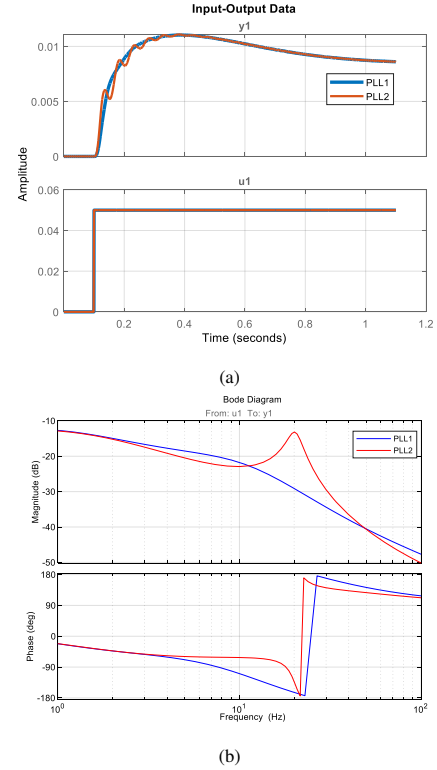 Input-Output Data
y1
0.01
0.005
0
PLL1
PLL2
Amplitude
u1
0.06
0.04
0.02
0
0.2
0.4
0.6
0.8
1
1.2
Time (seconds)
(a)
Bode Diagram
From: u1 To: y1
-10
-20
-30
-40
-50
Magnitude (dB)
PLL1
PLL2
180
90
0
-90
-180
Phase (deg)
10^0
10^1
10^2
Frequency (Hz)
(b)